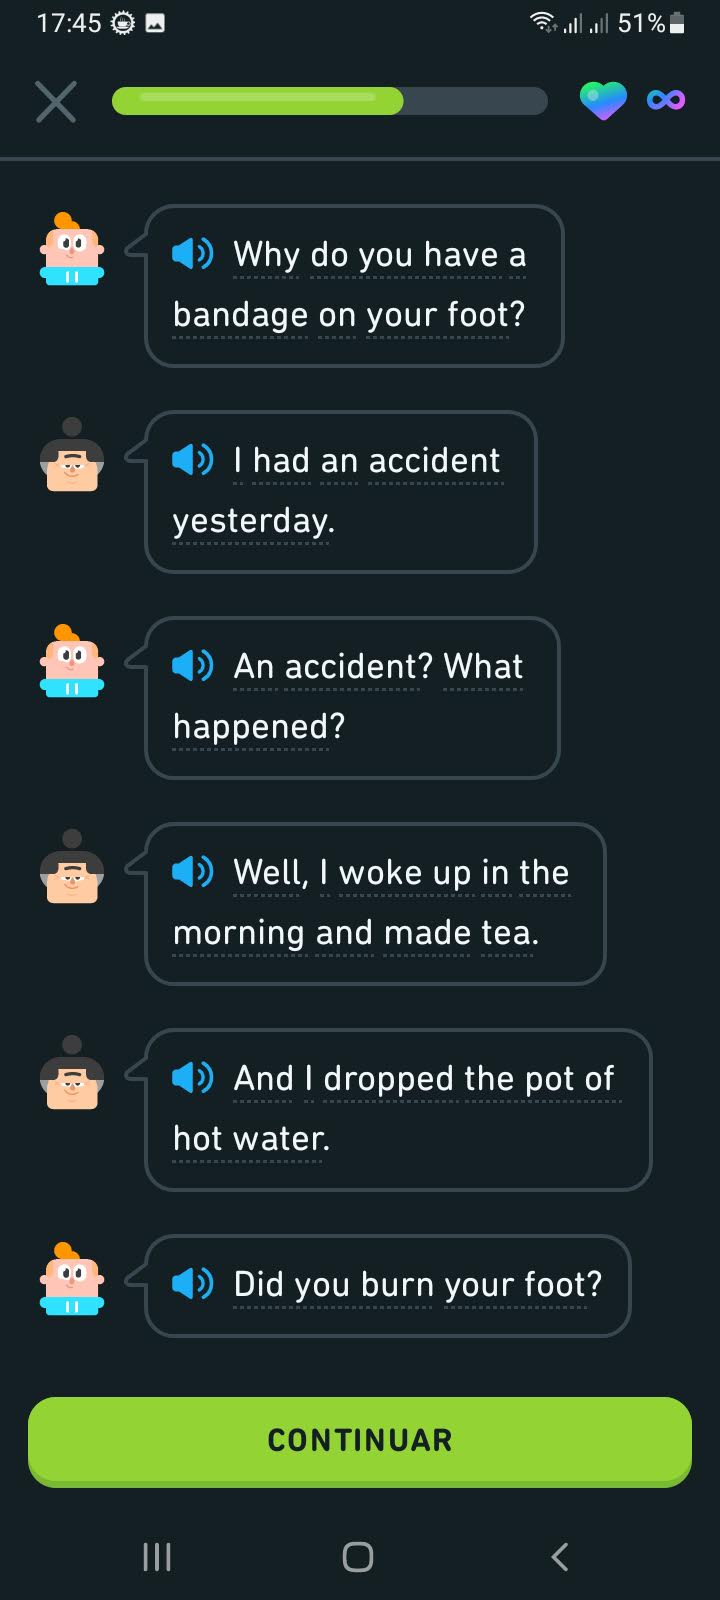 17:45 51%
Why do you have a
bandage on your foot?
I had an accident
yesterday.
An accident? What
happened?
Well, I woke up in the
morning and made tea.
And I dropped the pot of
hot water.
Did you burn your foot?
CONTINUAR